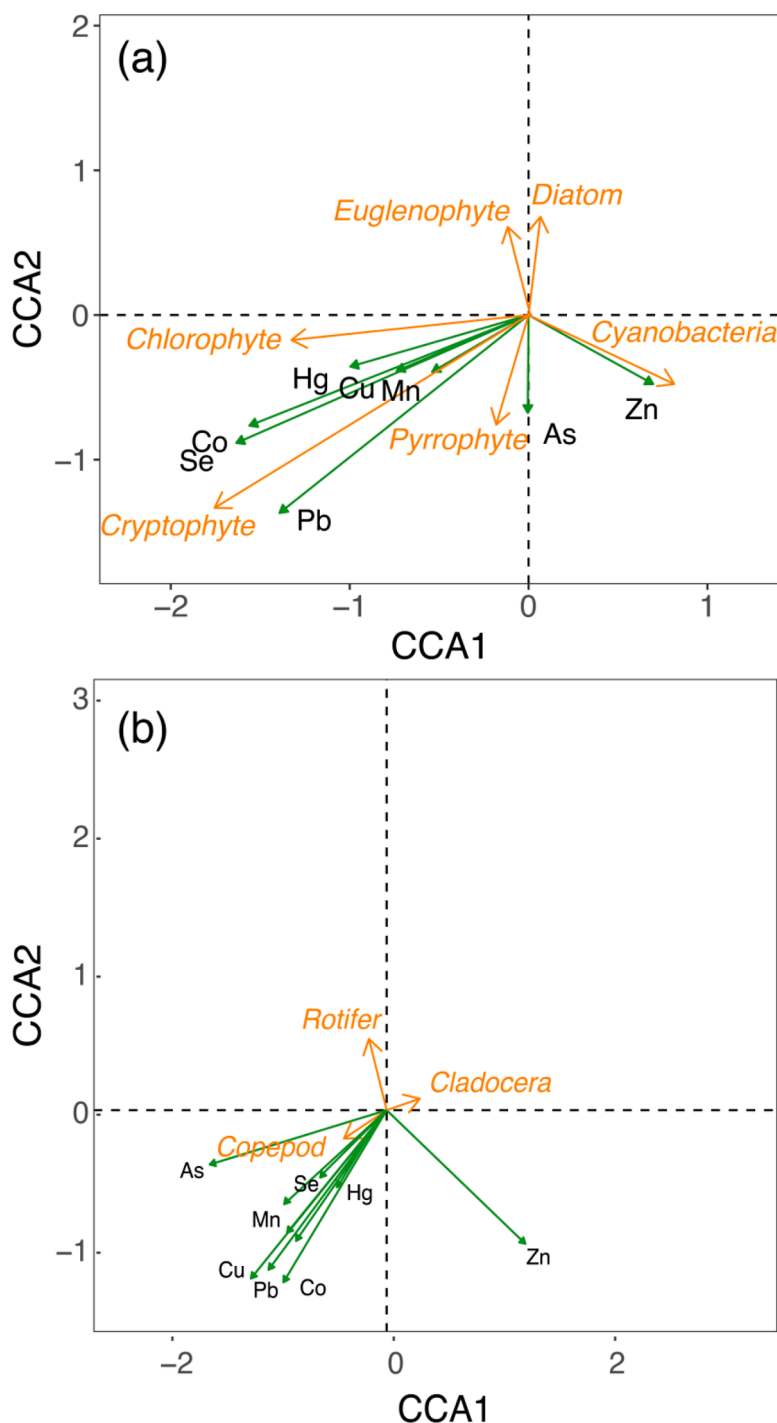 (a)
2
1
0
−1
CCA2
Euglenophyte
Diatom
Chlorophyte
Cyanobacteria
Hg
Cu
Mn
Zn
Co
Se
Pyrrophyte
As
Cryptophyte
Pb
−2
−1
0
1
CCA1
(b)
3
2
1
0
−1
CCA2
Rotifer
Cladocera
Copepod
As
Se
Hg
Mn
Cu
Pb
Co
Zn
−2
0
2
CCA1